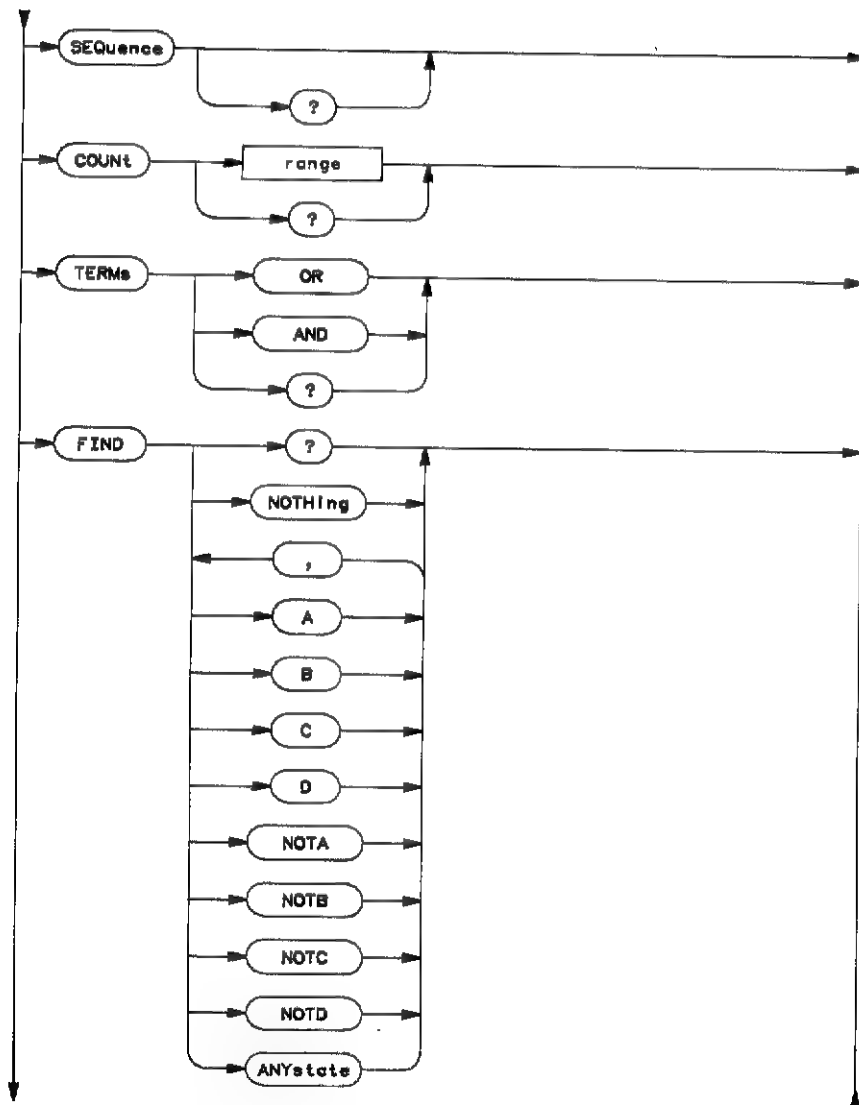 SEQuence
?
COUNt range
?
TERMs OR
AND
?
FIND ?
NOTHing
,
A
B
C
D
NOTA
NOTB
NOTC
NOTD
ANYstate